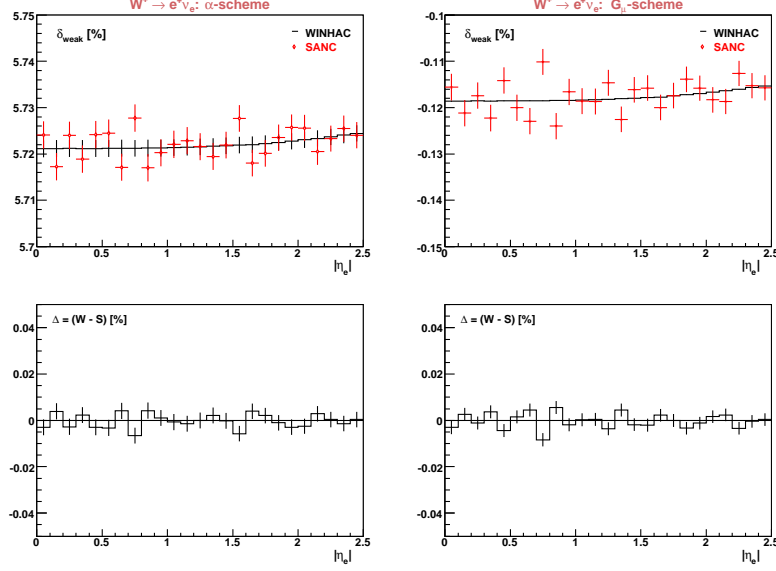 W⁺ → e⁺νₑ: α-scheme
5.75
5.74
5.73
5.72
5.71
5.7
δweak [%]
WINHAC
SANC
0 0.5 1 1.5 2 2.5
|ηₑ|
W⁺ → e⁺νₑ: Gμ-scheme
-0.1
-0.11
-0.12
-0.13
-0.14
-0.15
δweak [%]
WINHAC
SANC
0 0.5 1 1.5 2 2.5
|ηₑ|
0.04
0.02
0
-0.02
-0.04
Δ = (W - S) [%]
0 0.5 1 1.5 2 2.5
|ηₑ|
0.04
0.02
0
-0.02
-0.04
Δ = (W - S) [%]
0 0.5 1 1.5 2 2.5
|ηₑ|